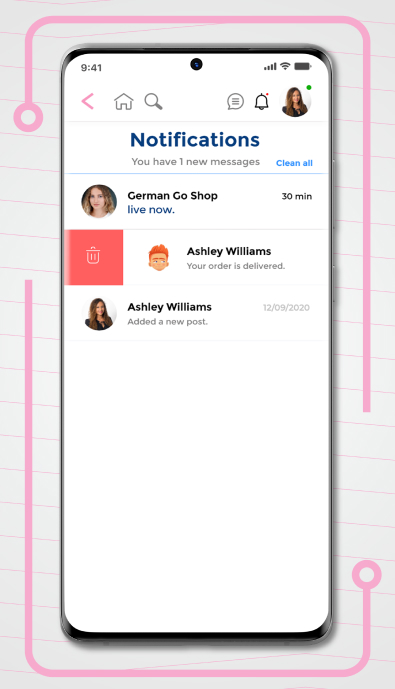 9:41
Notifications
You have 1 new messages
Clean all
German Go Shop
30 min
live now.
Ashley Williams
Your order is delivered.
Ashley Williams
12/09/2020
Added a new post.